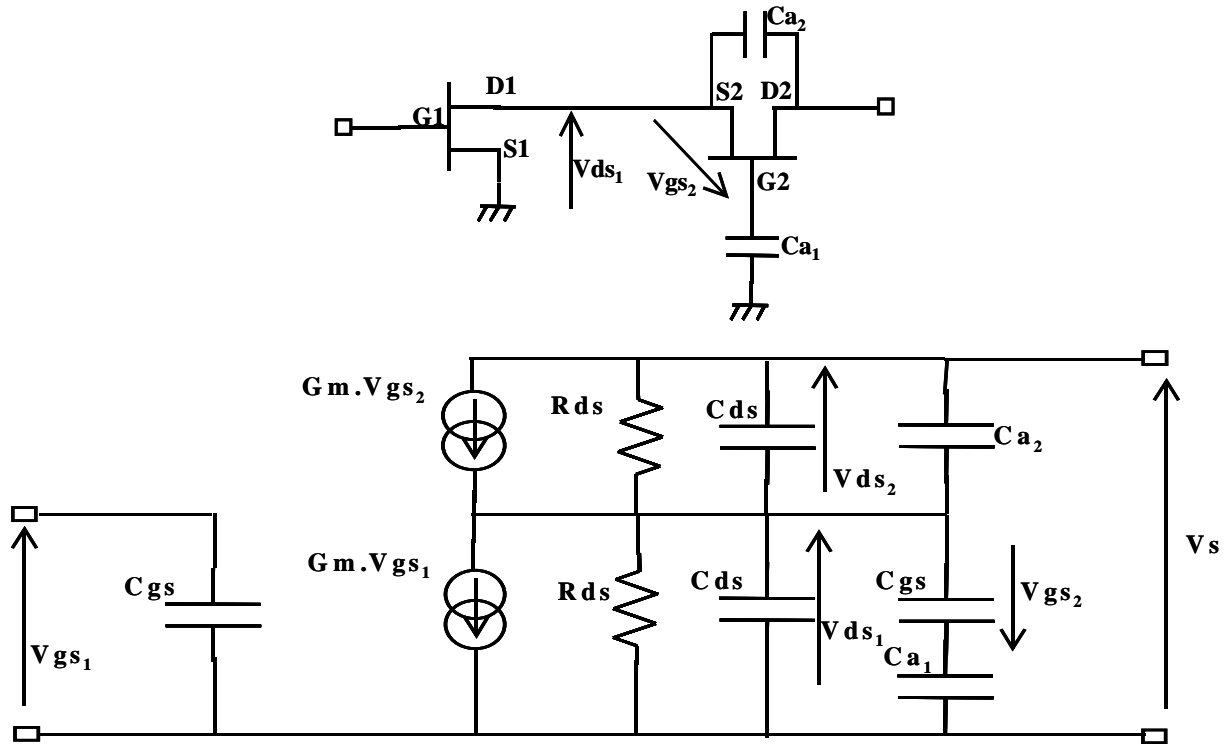 Ca₂
D1
S2 D2
G1
S1
Vds₁
Vgs₂
G2
Ca₁
Gm.Vgs₂
Rds
Cds
Ca₂
Vds₂
Vs
Gm.Vgs₁
Cgs
Rds
Cds
Cgs
Vgs₂
Vds₁
Vgs₁
Ca₁